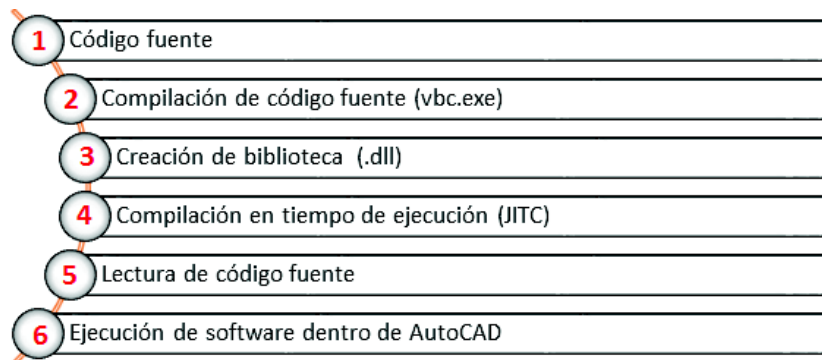 1 Código fuente
2 Compilación de código fuente (vbc.exe)
3 Creación de biblioteca (.dll)
4 Compilación en tiempo de ejecución (JITC)
5 Lectura de código fuente
6 Ejecución de software dentro de AutoCAD